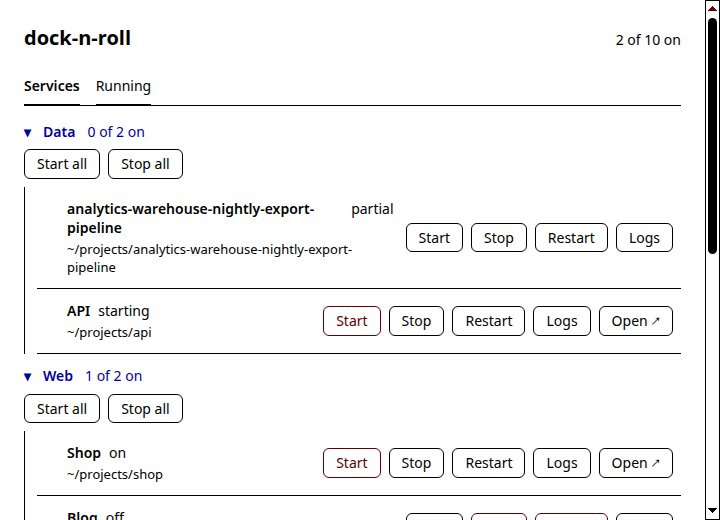 dock-n-roll
2 of 10 on
Services Running
▼ Data 0 of 2 on
Start all Stop all
analytics-warehouse-nightly-export-
pipeline
partial
~/projects/analytics-warehouse-nightly-export-
pipeline
Start Stop Restart Logs
API starting
~/projects/api
Start Stop Restart Logs Open ↗
▼ Web 1 of 2 on
Start all Stop all
Shop on
~/projects/shop
Start Stop Restart Logs Open ↗
Blog off